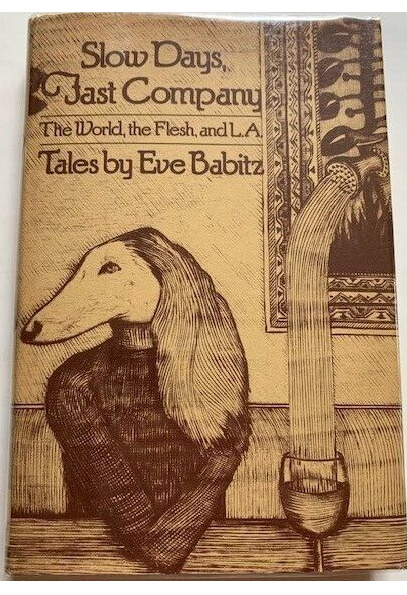 Slow Days,
Fast Company
The World, the Flesh, and L.A.
Tales by Eve Babitz